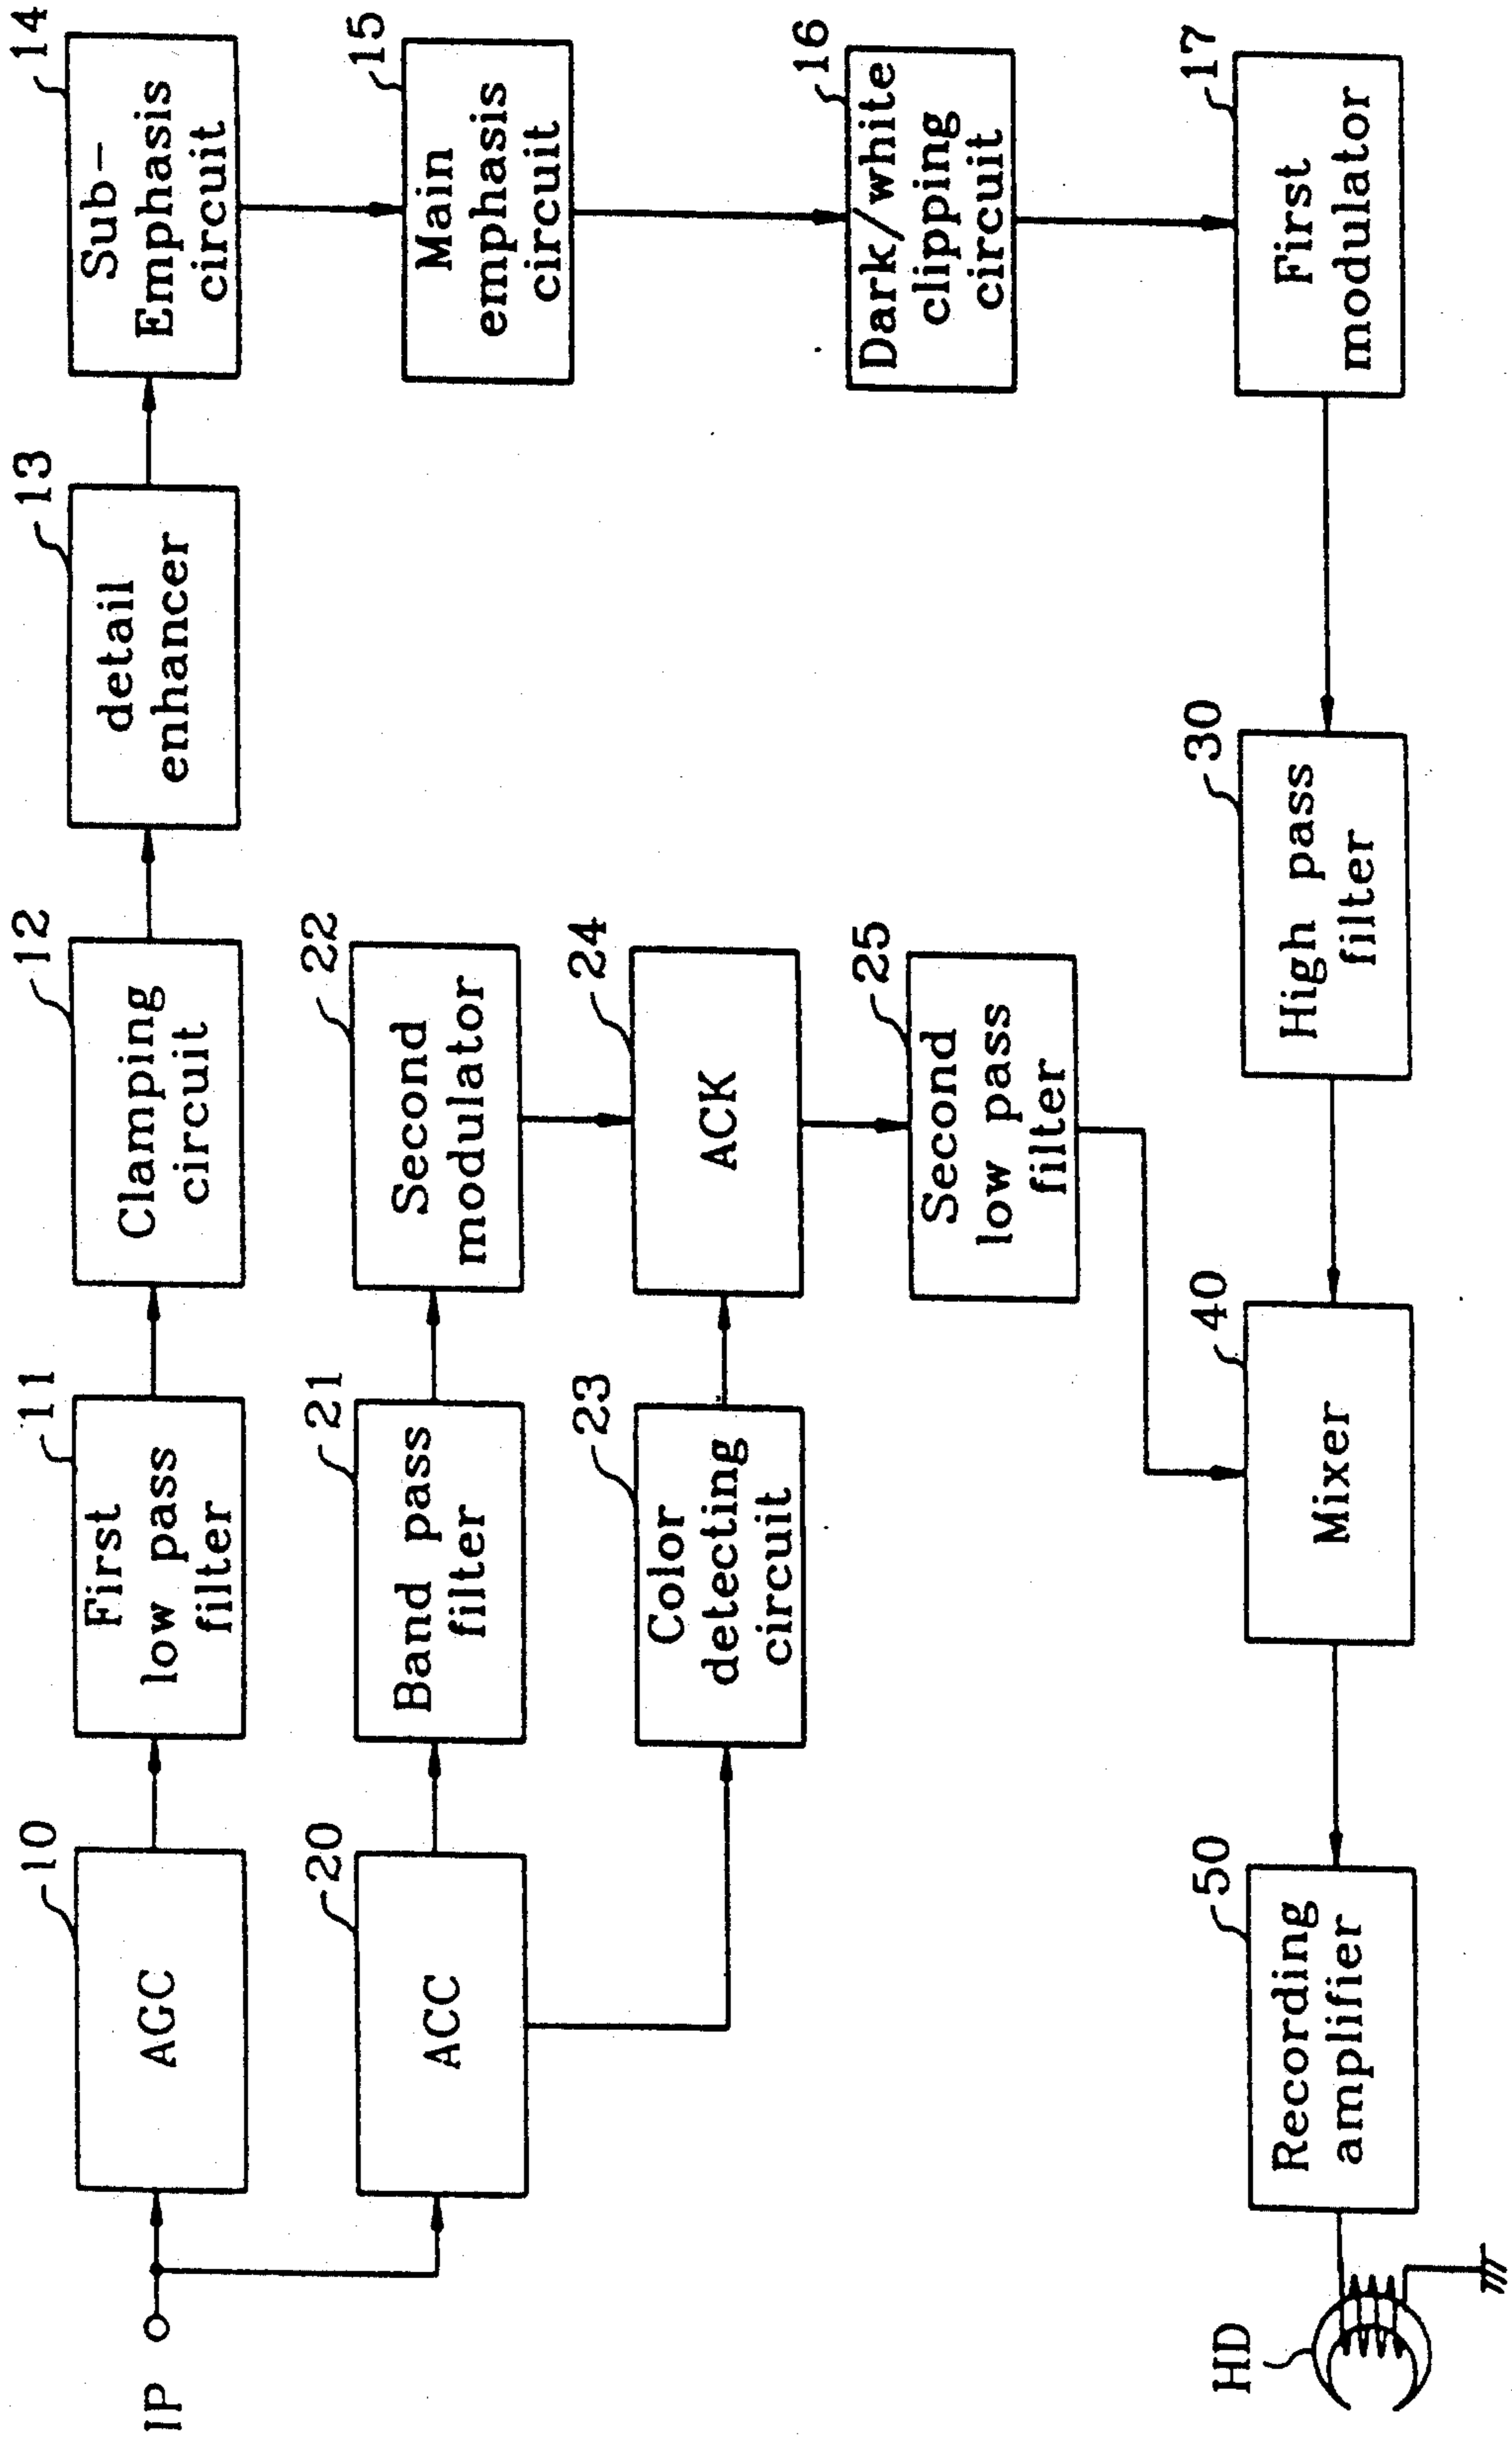 IP
10
AGC
11
First
low pass
filter
12
Clamping
circuit
13
detail
enhancer
14
Sub-
Emphasis
circuit
20
ACC
21
Band pass
filter
22
Second
modulator
15
Main
emphasis
circuit
23
Color
detecting
circuit
24
ACK
25
Second
low pass
filter
16
Dark/white
clipping
circuit
HD
50
Recording
amplifier
40
Mixer
30
High pass
filter
17
First
modulator